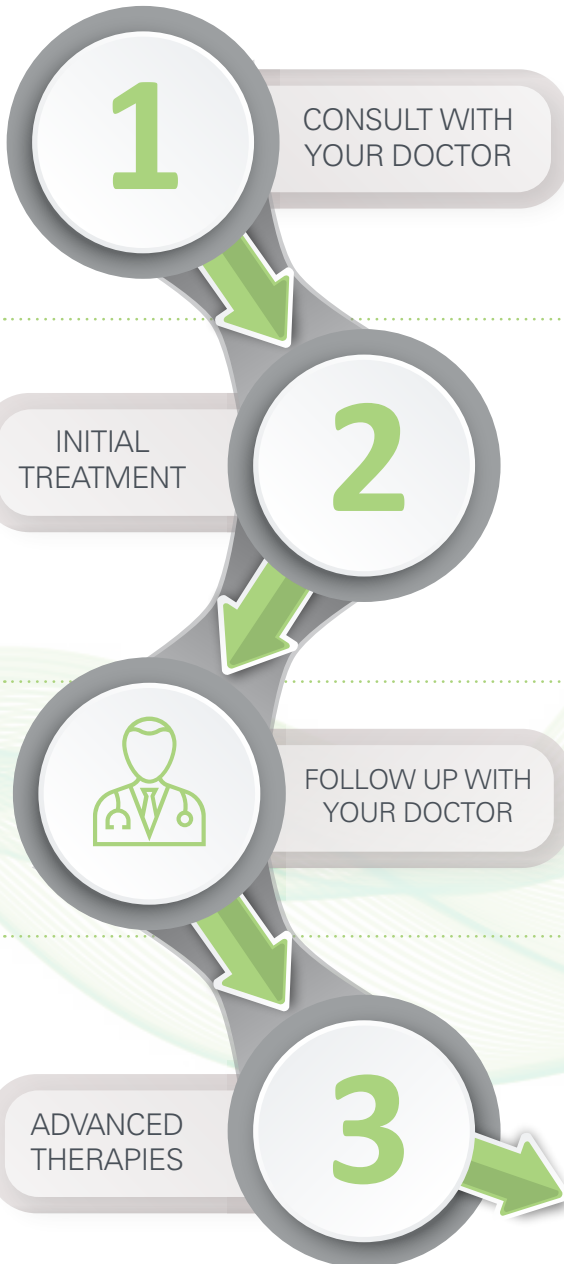 1
CONSULT WITH
YOUR DOCTOR
2
INITIAL
TREATMENT
FOLLOW UP WITH
YOUR DOCTOR
3
ADVANCED
THERAPIES